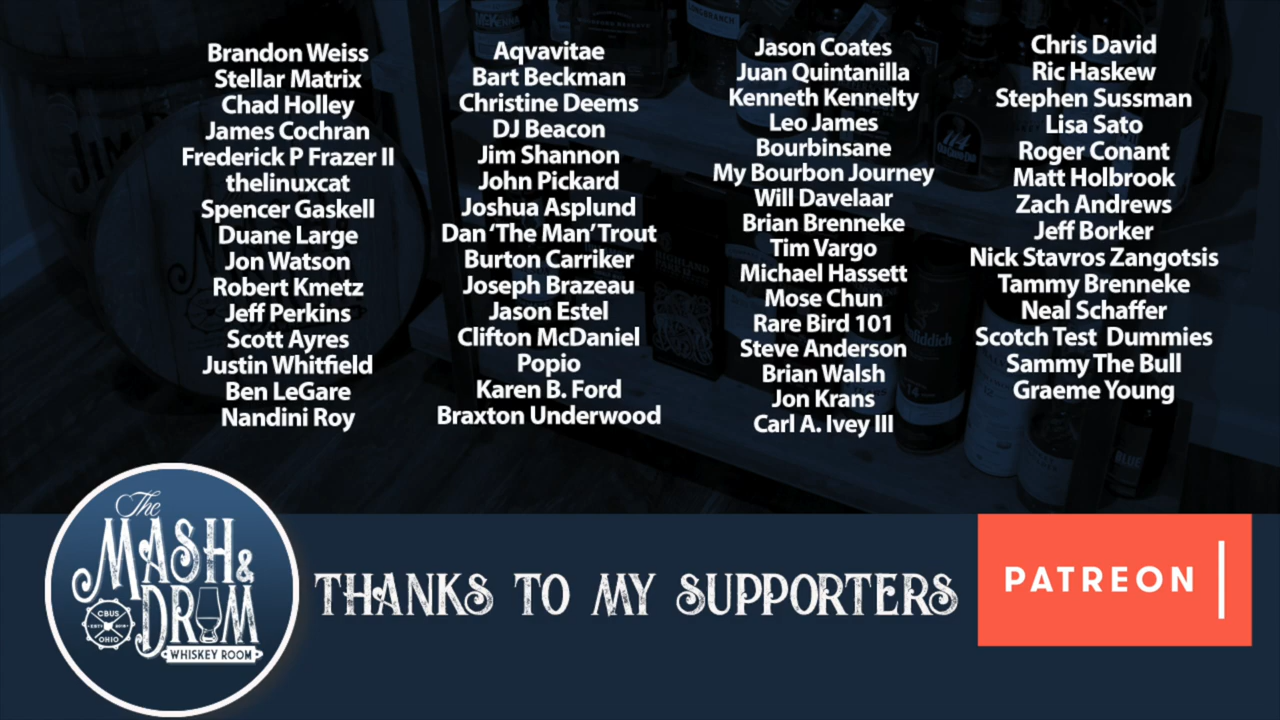 Brandon Weiss
Stellar Matrix
Chad Holley
James Cochran
Frederick P Frazer II
thelinuxcat
Spencer Gaskell
Duane Large
Jon Watson
Robert Kmetz
Jeff Perkins
Scott Ayres
Justin Whitfield
Ben LeGare
Nandini Roy
Aqvavitae
Bart Beckman
Christine Deems
DJ Beacon
Jim Shannon
John Pickard
Joshua Asplund
Dan 'The Man' Trout
Burton Carriker
Joseph Brazeau
Jason Estel
Clifton McDaniel
Popio
Karen B. Ford
Braxton Underwood
Jason Coates
Juan Quintanilla
Kenneth Kennelty
Leo James
Bourbinsane
My Bourbon Journey
Will Davelaar
Brian Brenneke
Tim Vargo
Michael Hassett
Mose Chun
Rare Bird 101
Steve Anderson
Brian Walsh
Jon Krans
Carl A. Ivey III
Chris David
Ric Haskew
Stephen Sussman
Lisa Sato
Roger Conant
Matt Holbrook
Zach Andrews
Jeff Borker
Nick Stavros Zangotsis
Tammy Brenneke
Neal Schaffer
Scotch Test Dummies
Sammy The Bull
Graeme Young
The
MASH &
DRAM
CBUS
OHIO
WHISKEY ROOM
THANKS TO MY SUPPORTERS
PATREON
114
HIGHLAND